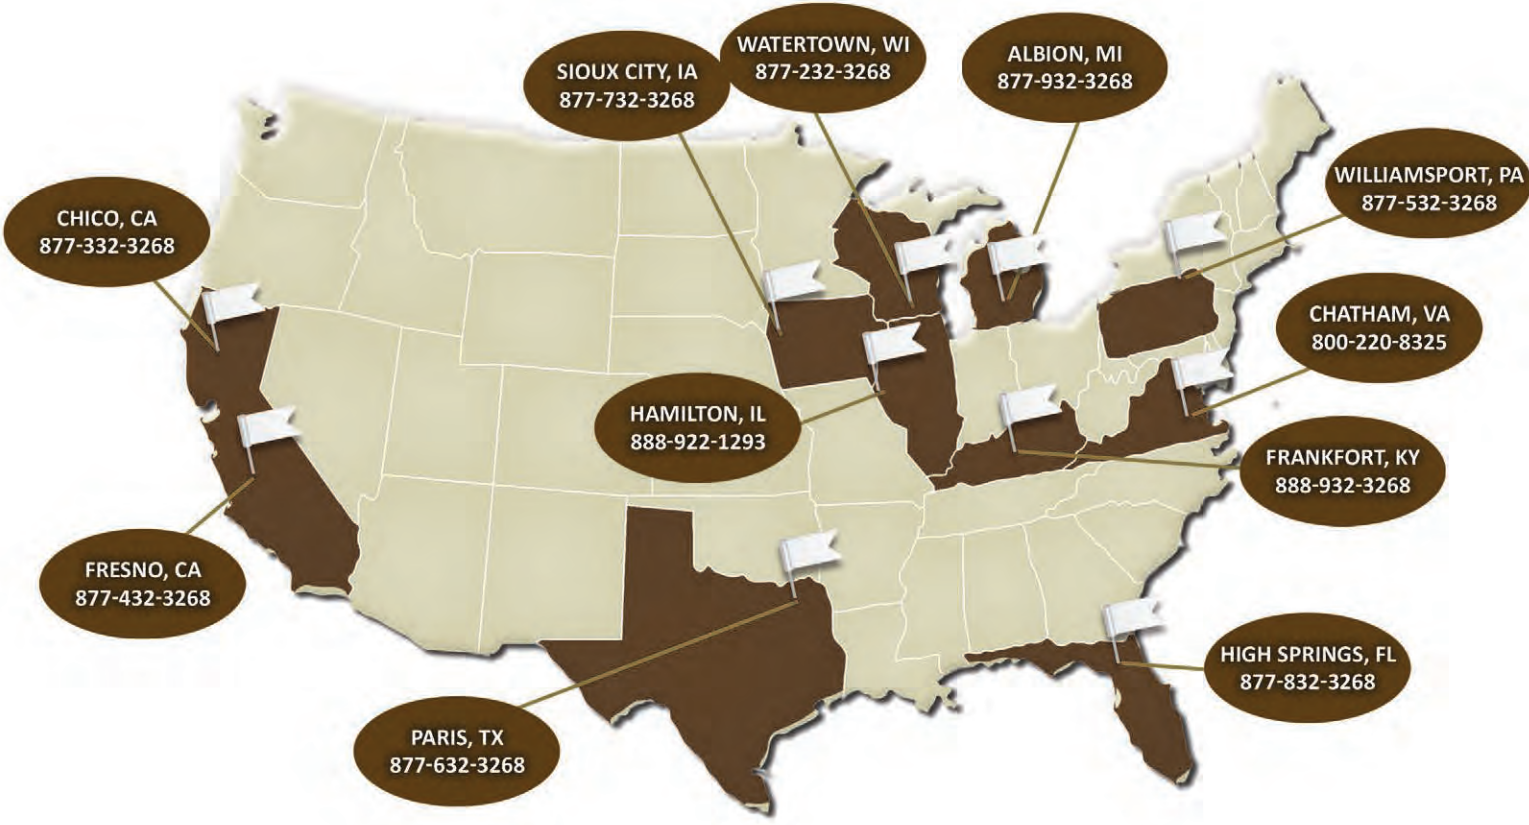 WATERTOWN, WI
877-232-3268
ALBION, MI
877-932-3268
SIOUX CITY, IA
877-732-3268
WILLIAMSPORT, PA
877-532-3268
CHICO, CA
877-332-3268
CHATHAM, VA
800-220-8325
HAMILTON, IL
888-922-1293
FRANKFORT, KY
888-932-3268
FRESNO, CA
877-432-3268
HIGH SPRINGS, FL
877-832-3268
PARIS, TX
877-632-3268